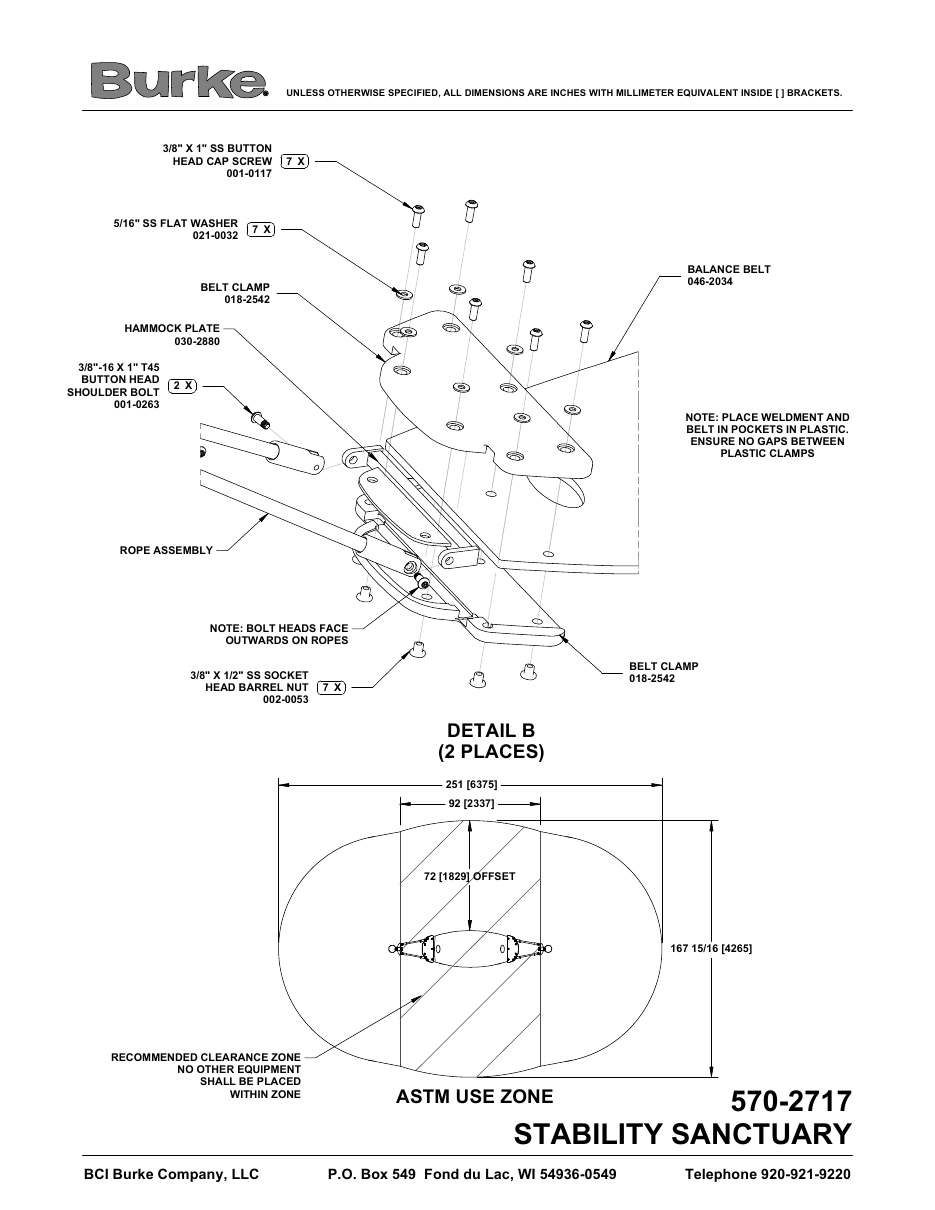 Burke
UNLESS OTHERWISE SPECIFIED, ALL DIMENSIONS ARE INCHES WITH MILLIMETER EQUIVALENT INSIDE [ ] BRACKETS.
3/8" X 1" SS BUTTON
HEAD CAP SCREW 7 X
001-0117
5/16" SS FLAT WASHER 7 X
021-0032
BELT CLAMP
018-2542
HAMMOCK PLATE
030-2880
3/8"-16 X 1" T45
BUTTON HEAD 2 X
SHOULDER BOLT
001-0263
BALANCE BELT
046-2034
NOTE: PLACE WELDMENT AND
BELT IN POCKETS IN PLASTIC.
ENSURE NO GAPS BETWEEN
PLASTIC CLAMPS
ROPE ASSEMBLY
NOTE: BOLT HEADS FACE
OUTWARDS ON ROPES
3/8" X 1/2" SS SOCKET
HEAD BARREL NUT 7 X
002-0053
BELT CLAMP
018-2542
DETAIL B
(2 PLACES)
251 [6375]
92 [2337]
72 [1829] OFFSET
167 15/16 [4265]
RECOMMENDED CLEARANCE ZONE
NO OTHER EQUIPMENT
SHALL BE PLACED
WITHIN ZONE
ASTM USE ZONE
570-2717
STABILITY SANCTUARY
BCI Burke Company, LLC P.O. Box 549 Fond du Lac, WI 54936-0549 Telephone 920-921-9220